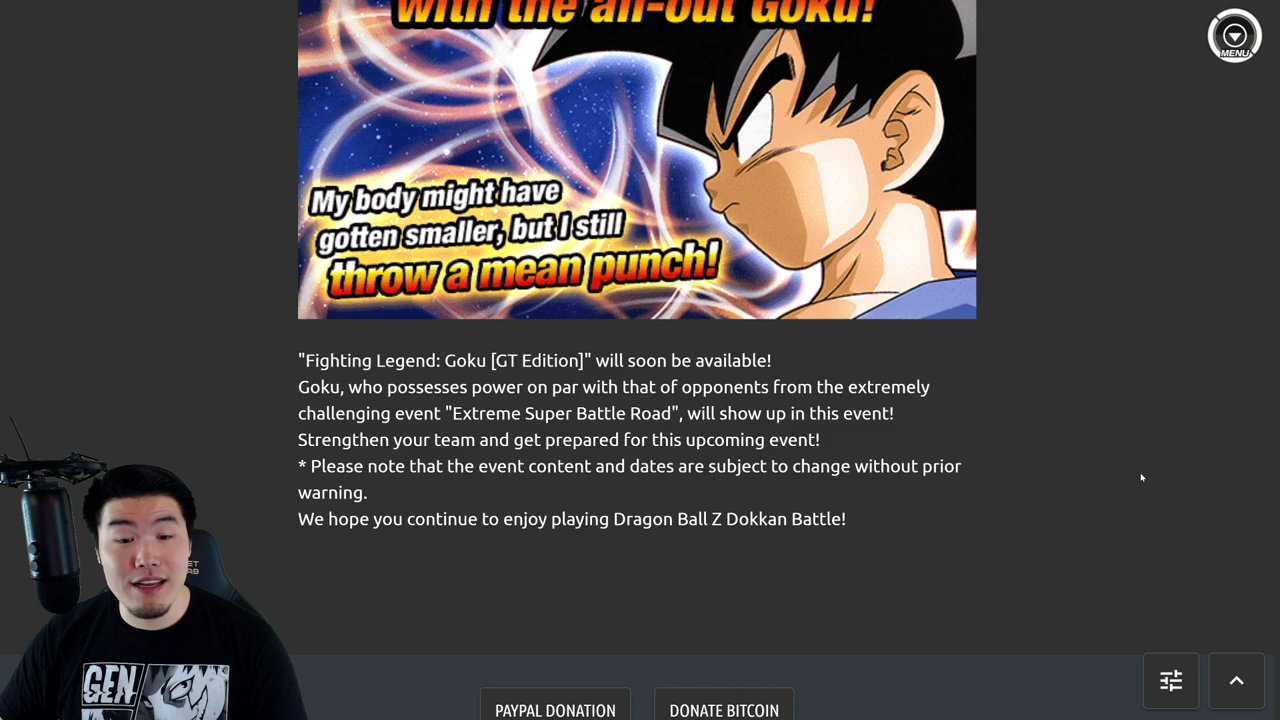 with the all-out Goku!
MENU
My body might have
gotten smaller, but I still
throw a mean punch!
"Fighting Legend: Goku [GT Edition]" will soon be available!
Goku, who possesses power on par with that of opponents from the extremely
challenging event "Extreme Super Battle Road", will show up in this event!
Strengthen your team and get prepared for this upcoming event!
* Please note that the event content and dates are subject to change without prior
warning.
We hope you continue to enjoy playing Dragon Ball Z Dokkan Battle!
GEN
PAYPAL DONATION
DONATE BITCOIN